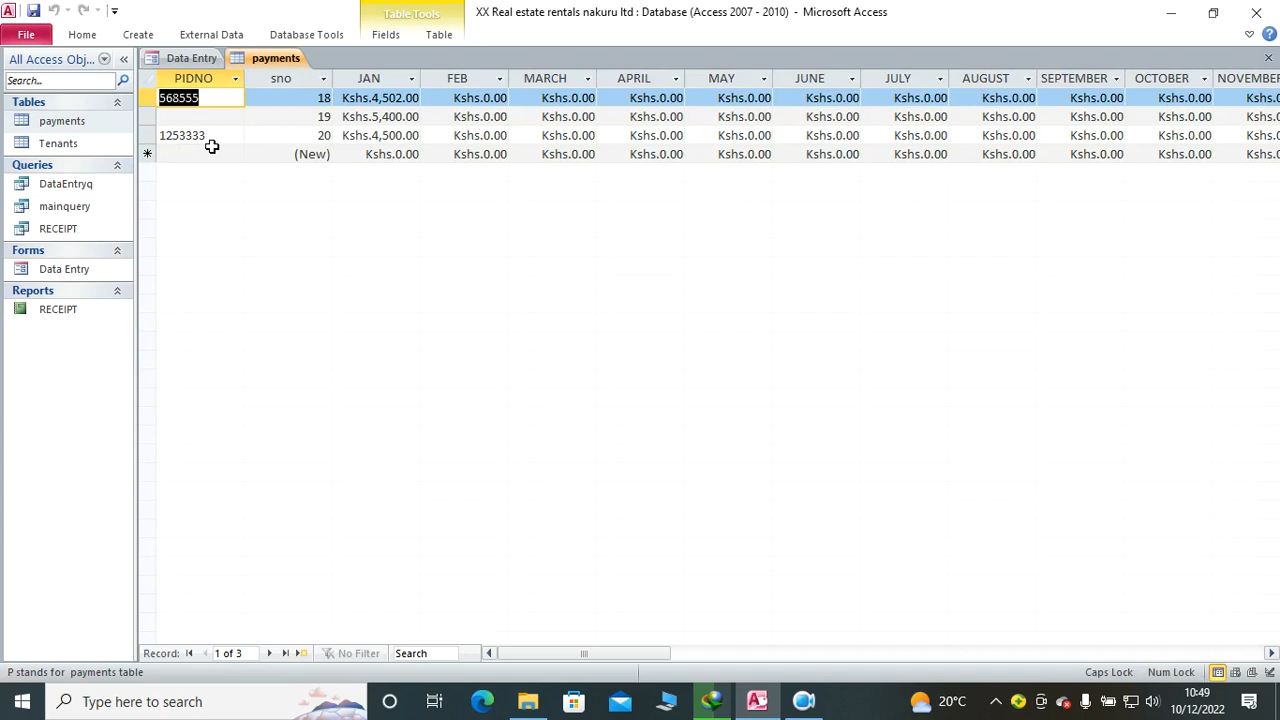 Table Tools
XX Real estate rentals nakuru ltd : Database (Access 2007 - 2010) - Microsoft Access
File Home Create External Data Database Tools Fields Table
All Access Obj...
Search...
Tables
payments
Tenants
Queries
DataEntryq
mainquery
RECEIPT
Forms
Data Entry
Reports
RECEIPT
Data Entry payments
PIDNO sno JAN FEB MARCH APRIL MAY JUNE JULY AUGUST SEPTEMBER OCTOBER NOVEMBER
568555 18 Kshs.4,502.00 Kshs.0.00 Kshs.0.00 Kshs.0.00 Kshs.0.00 Kshs.0.00 Kshs.0.00 Kshs.0.00 Kshs.0.00 Kshs.0.00 Kshs.0
19 Kshs.5,400.00 Kshs.0.00 Kshs.0.00 Kshs.0.00 Kshs.0.00 Kshs.0.00 Kshs.0.00 Kshs.0.00 Kshs.0.00 Kshs.0.00 Kshs.0
1253333 20 Kshs.4,500.00 Kshs.0.00 Kshs.0.00 Kshs.0.00 Kshs.0.00 Kshs.0.00 Kshs.0.00 Kshs.0.00 Kshs.0.00 Kshs.0.00 Kshs.0
(New) Kshs.0.00 Kshs.0.00 Kshs.0.00 Kshs.0.00 Kshs.0.00 Kshs.0.00 Kshs.0.00 Kshs.0.00 Kshs.0.00 Kshs.0.00 Kshs.0
Record: 1 of 3 No Filter Search
P stands for payments table Caps Lock Num Lock
Type here to search 20°C 10:49
10/12/2022